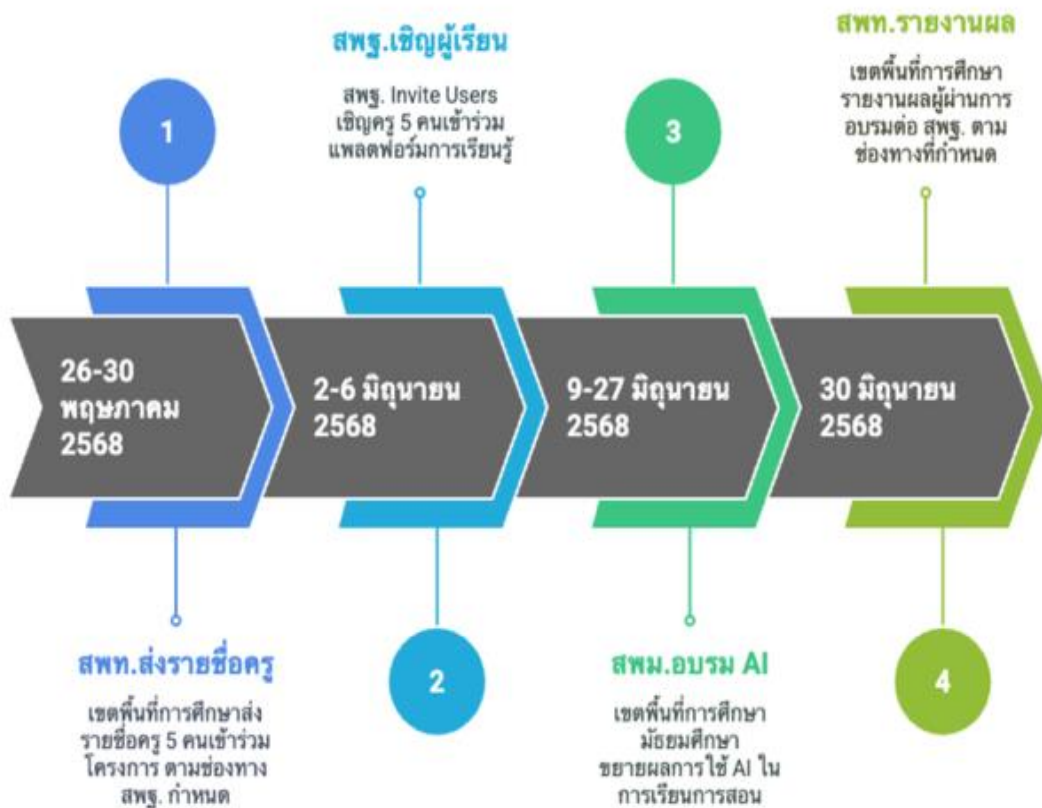 1
26-30
พฤษภาคม
2568
สพท.ส่งรายชื่อครู
เขตพื้นที่การศึกษาส่ง
รายชื่อครู 5 คนเข้าร่วม
โครงการ ตามช่องทาง
สพฐ. กำหนด
สพฐ.เชิญผู้เรียน
สพฐ. Invite Users
เชิญครู 5 คนเข้าร่วม
แพลตฟอร์มการเรียนรู้
2-6 มิถุนายน
2568
2
3
9-27 มิถุนายน
2568
สพม.อบรม AI
เขตพื้นที่การศึกษา
มัธยมศึกษา
ขยายผลการใช้ AI ใน
การเรียนการสอน
สพท.รายงานผล
เขตพื้นที่การศึกษา
รายงานผลผู้ผ่านการ
อบรมต่อ สพฐ. ตาม
ช่องทางที่กำหนด
30 มิถุนายน
2568
4